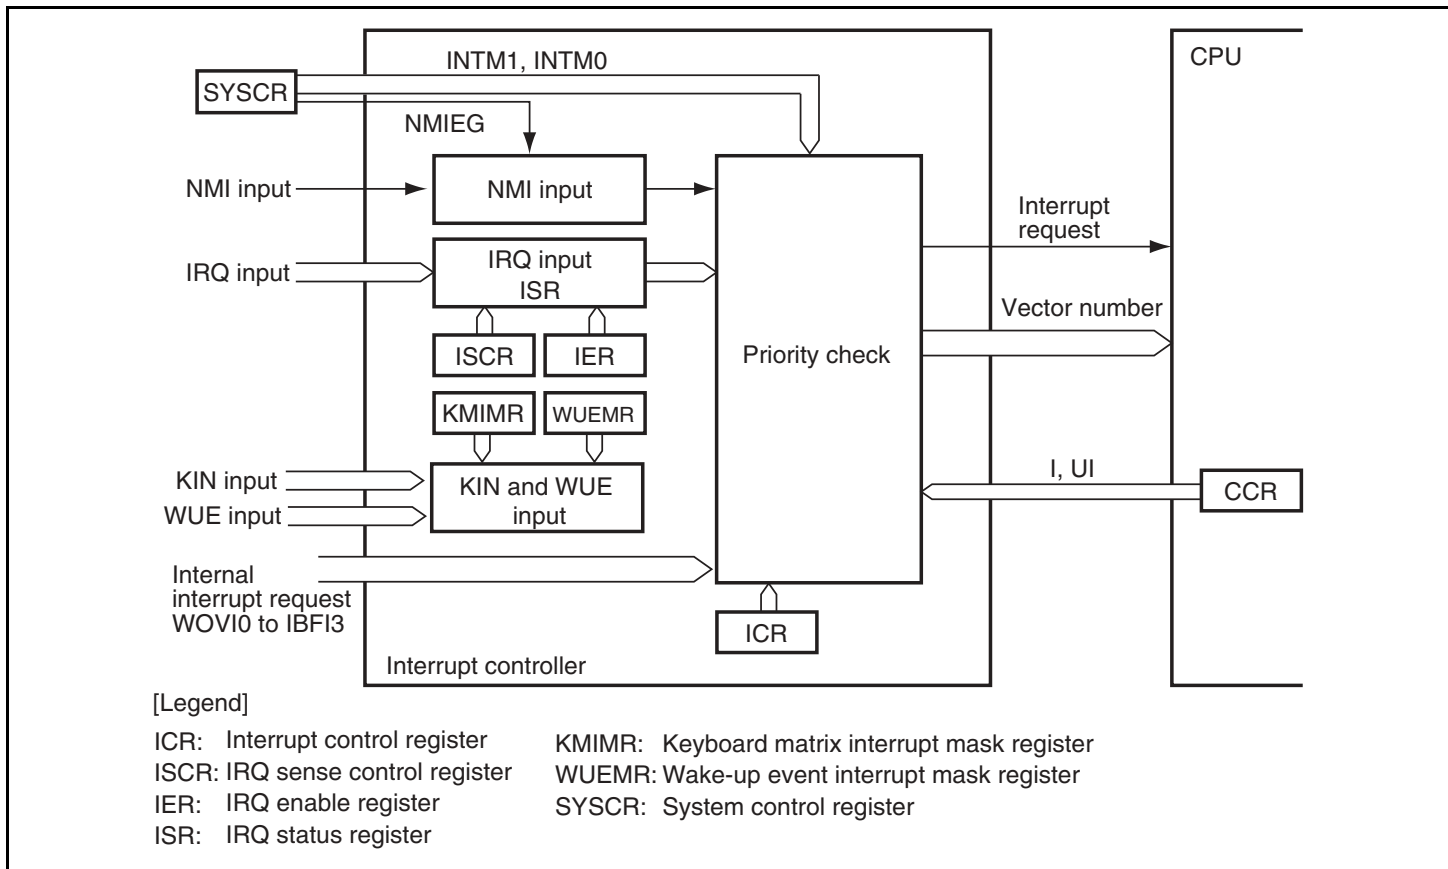 INTM1, INTM0
CPU
SYSCR
NMIEG
NMI input
NMI input
Interrupt
request
IRQ input
IRQ input
ISR
Vector number
ISCR
IER
Priority check
KMIMR
WUEMR
KIN input
WUE input
KIN and WUE
input
I, UI
CCR
Internal
interrupt request
WOVI0 to IBFI3
ICR
Interrupt controller
[Legend]
ICR: Interrupt control register
ISCR: IRQ sense control register
IER: IRQ enable register
ISR: IRQ status register
KMIMR: Keyboard matrix interrupt mask register
WUEMR: Wake-up event interrupt mask register
SYSCR: System control register